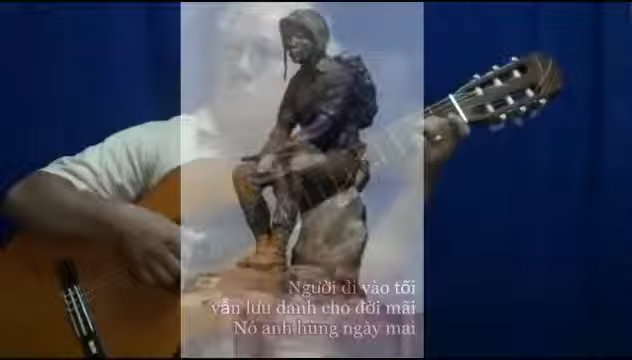 Người đi vào tối
vẫn lưu danh cho đời mãi
Nó anh hùng ngày mai